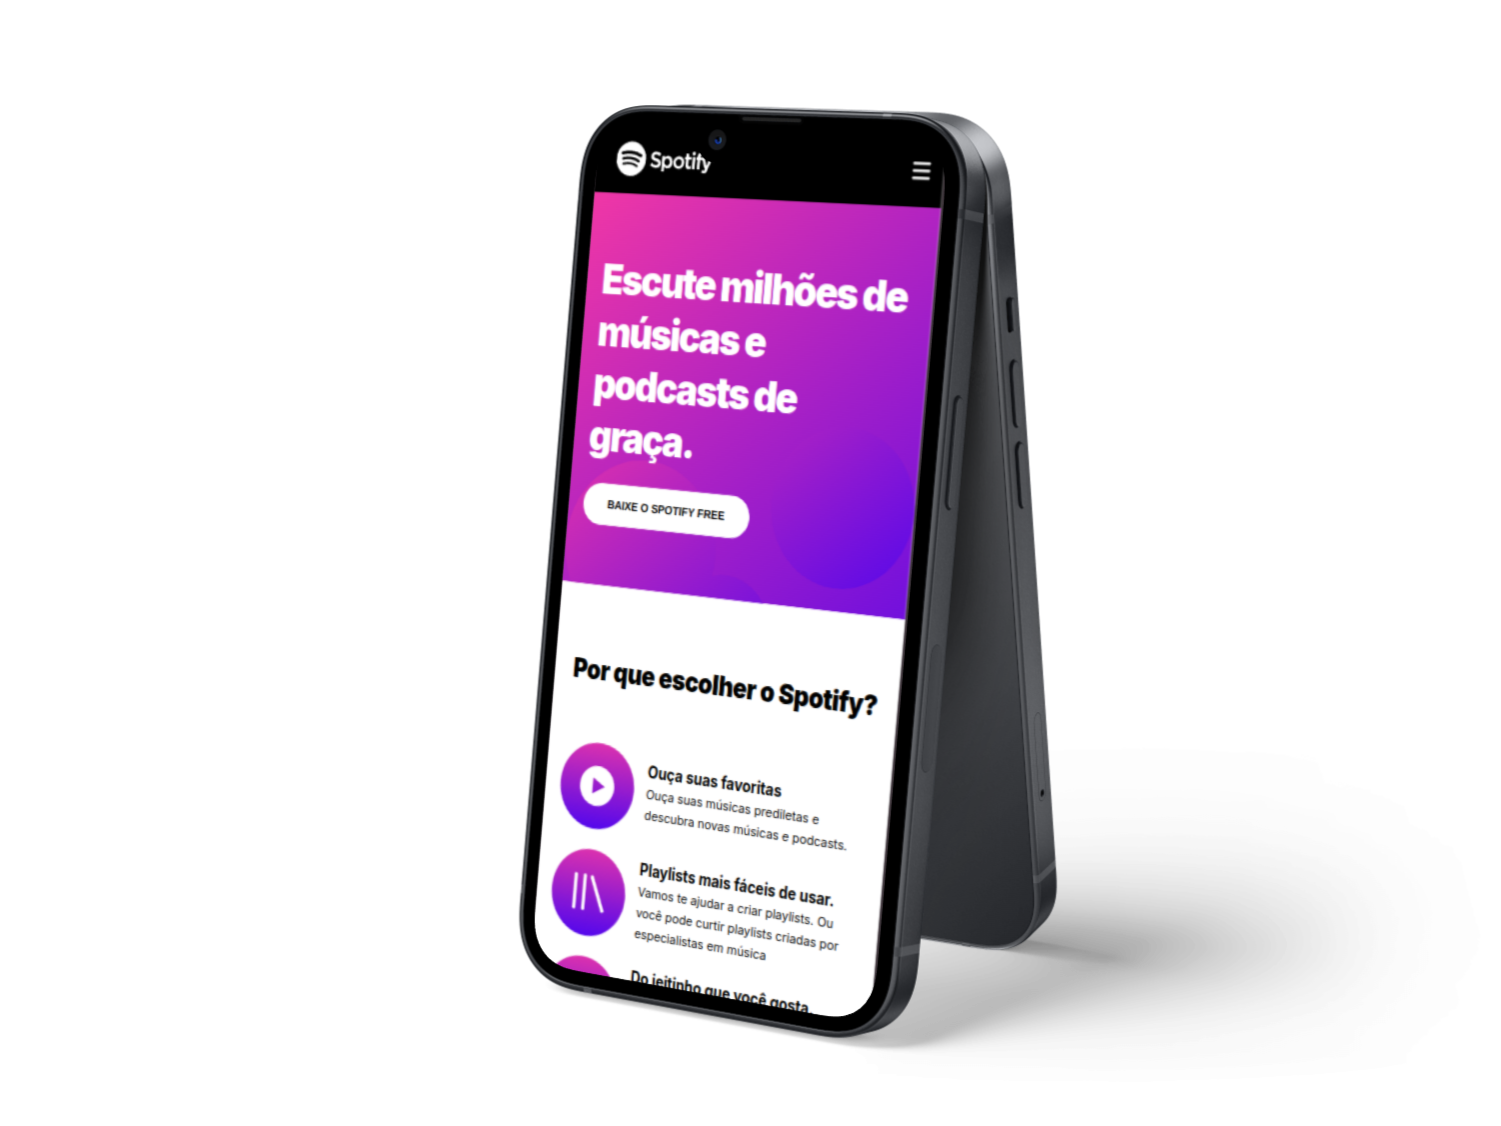 Spotify
Escute milhões de
músicas e
podcasts de
graça.
BAIXE O SPOTIFY FREE
Por que escolher o Spotify?
Ouça suas favoritas
Ouça suas músicas prediletas e
descubra novas músicas e podcasts.
Playlists mais fáceis de usar.
Vamos te ajudar a criar playlists. Ou
você pode curtir playlists criadas por
especialistas em música
Do jeitinho que você gosta.